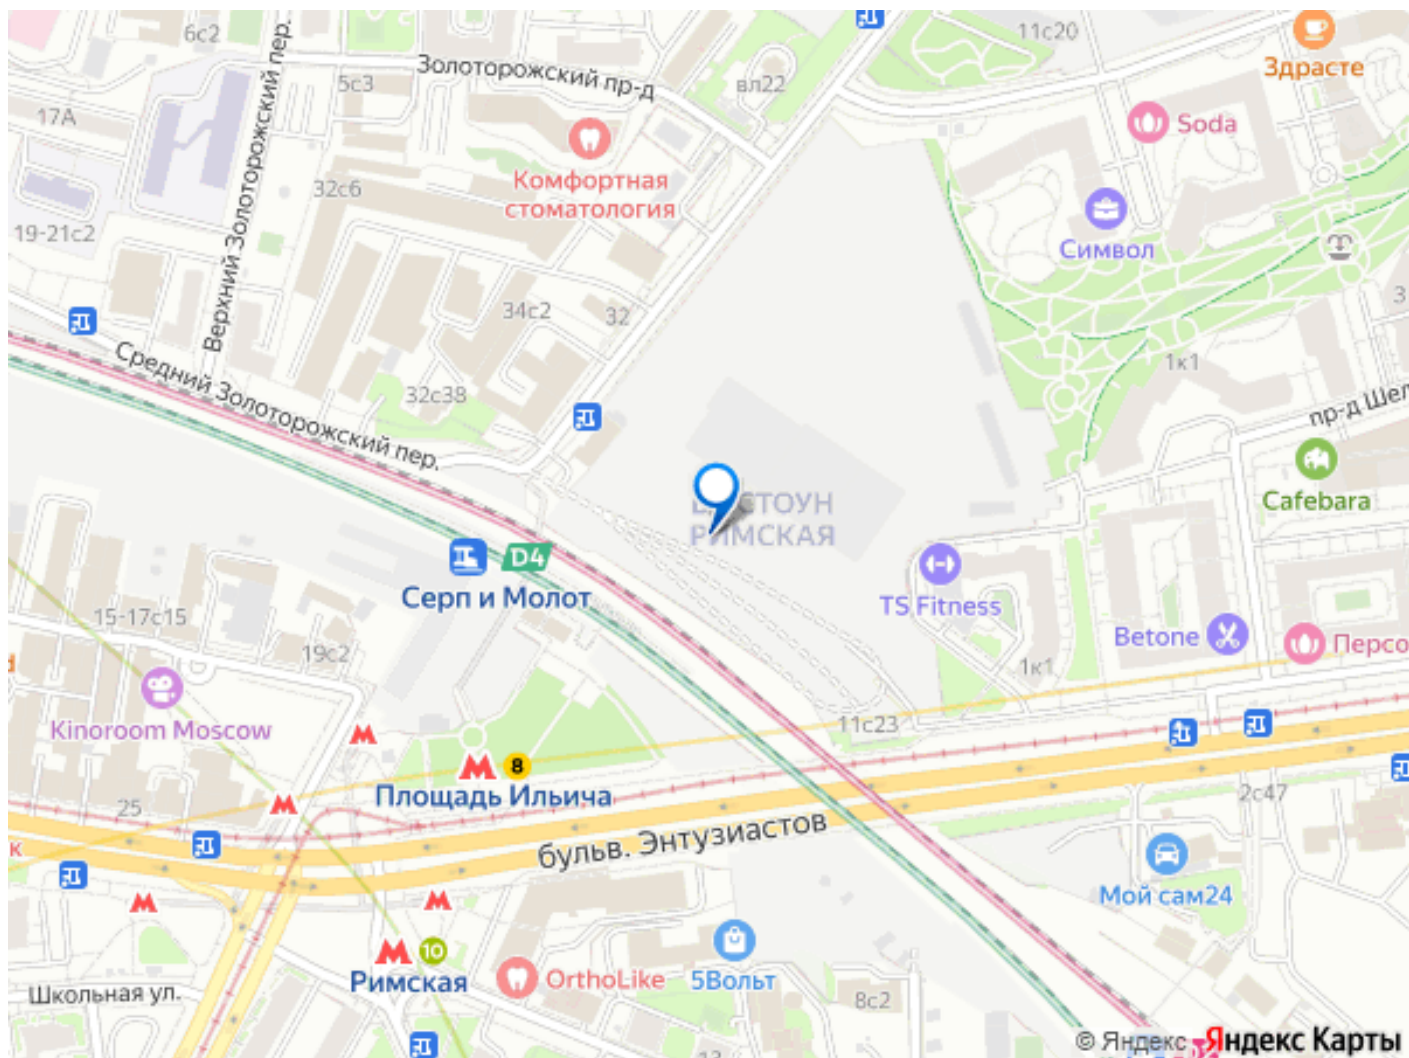 6с2
Золоторожский пр-д
11с20
Здрасте
5с3
вл22
17А
Soda
Верхний Золоторожский пер.
Комфортная
стоматология
32с6
19-21с2
Символ
34с2
32
3
Средний Золоторожский пер.
1к1
32с38
пр-д Шел
Cafebara
РИМСКАЯ
D4
Серп и Молот
TS Fitness
15-17с15
Betone
Персо
19с2
1к1
Kinoroom Moscow
11с23
8
Площадь Ильича
25
2с47
к
бульв. Энтузиастов
Мой сам24
10
Римская
OrthoLike
5Вольт
Школьная ул.
8с2
13
© Яндекс Яндекс Карты